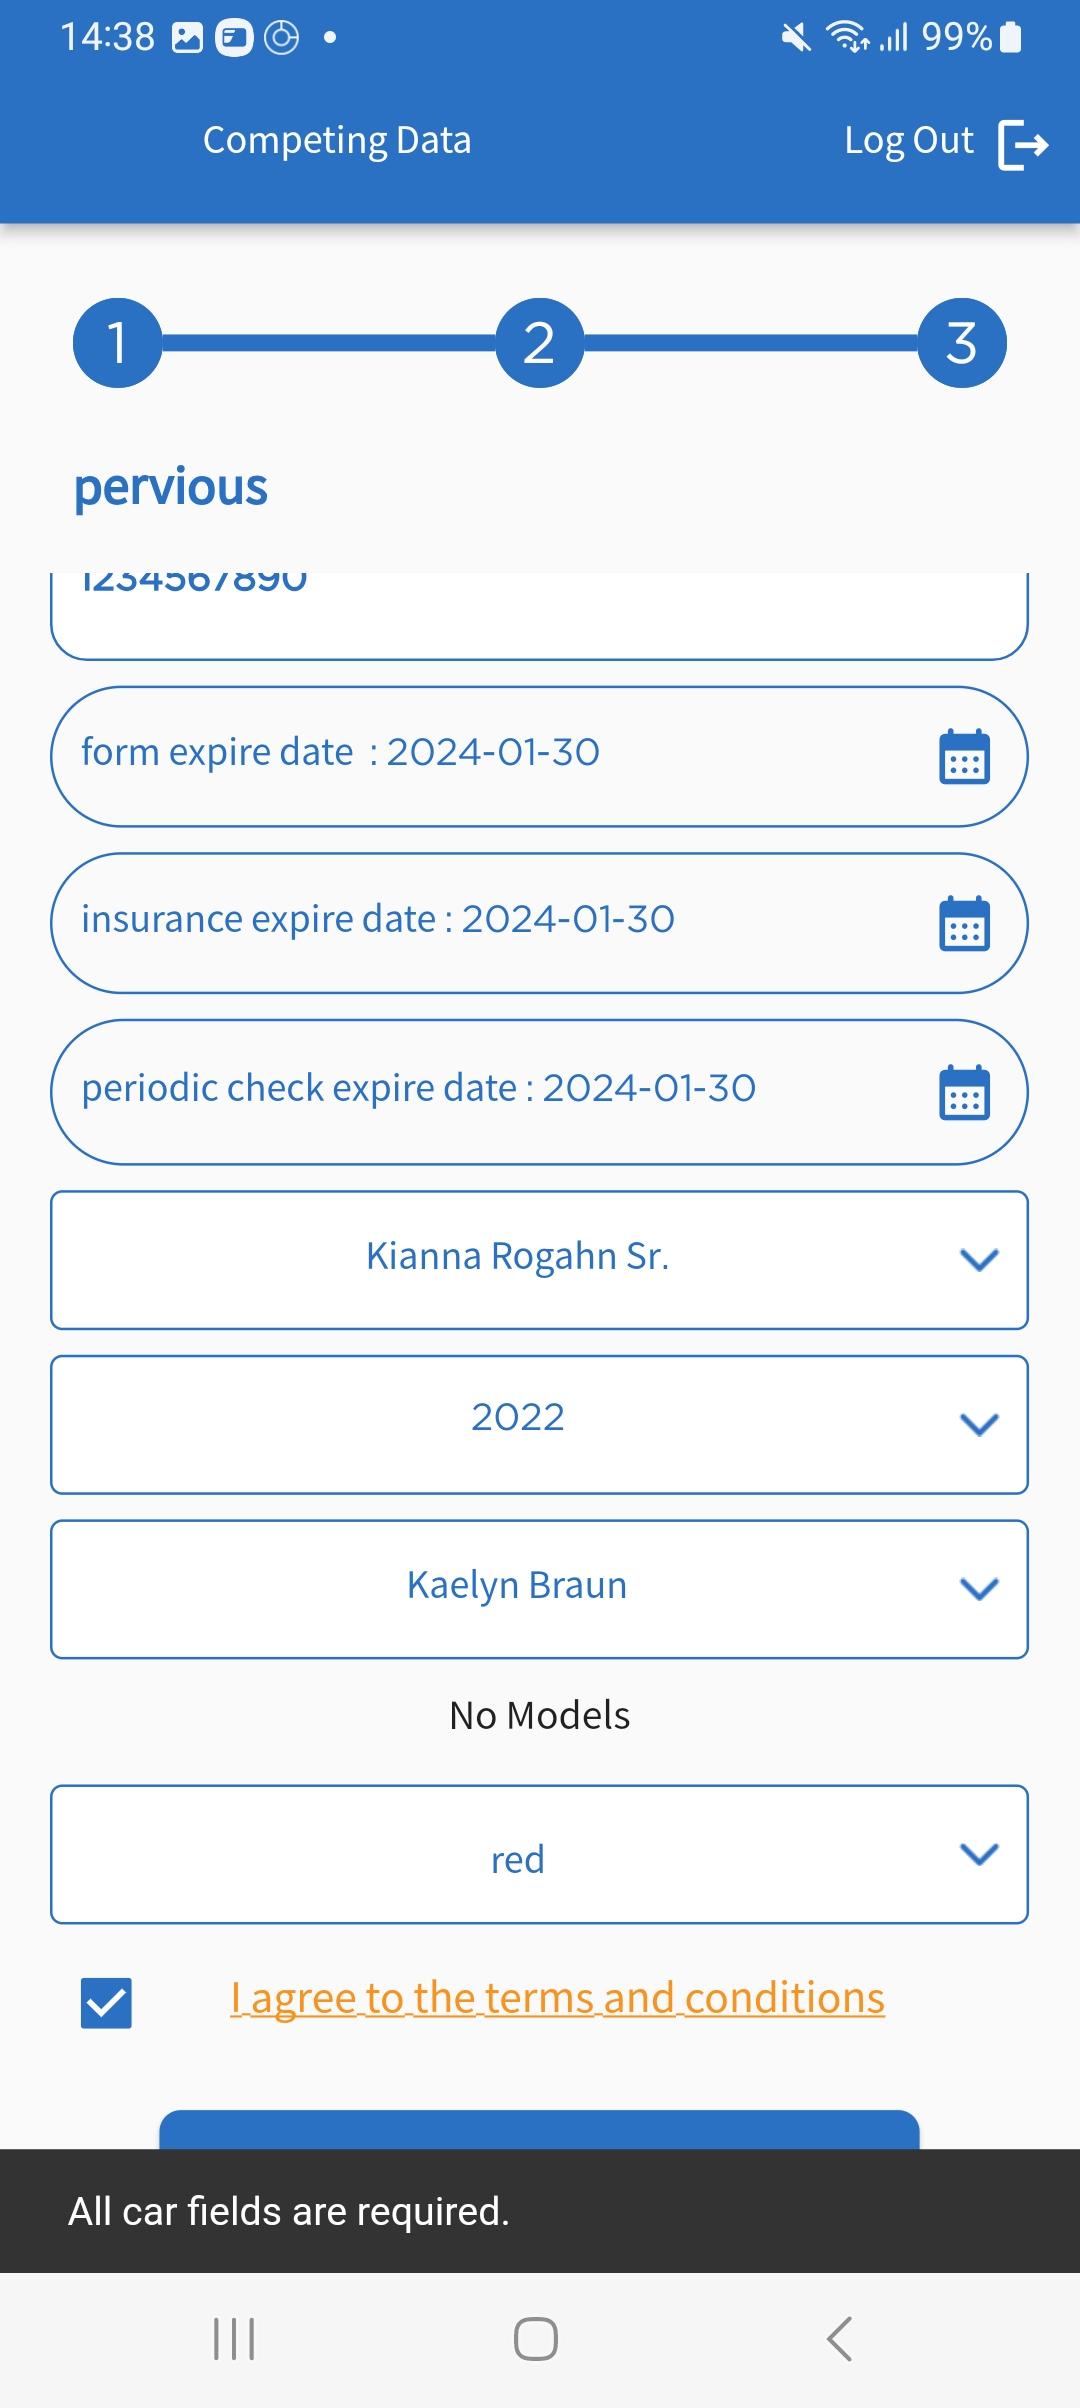 14:38 99%
Competing Data Log Out
1 2 3
pervious
1234567890
form expire date : 2024-01-30
insurance expire date : 2024-01-30
periodic check expire date : 2024-01-30
Kianna Rogahn Sr.
2022
Kaelyn Braun
No Models
red
I agree to the terms and conditions
All car fields are required.